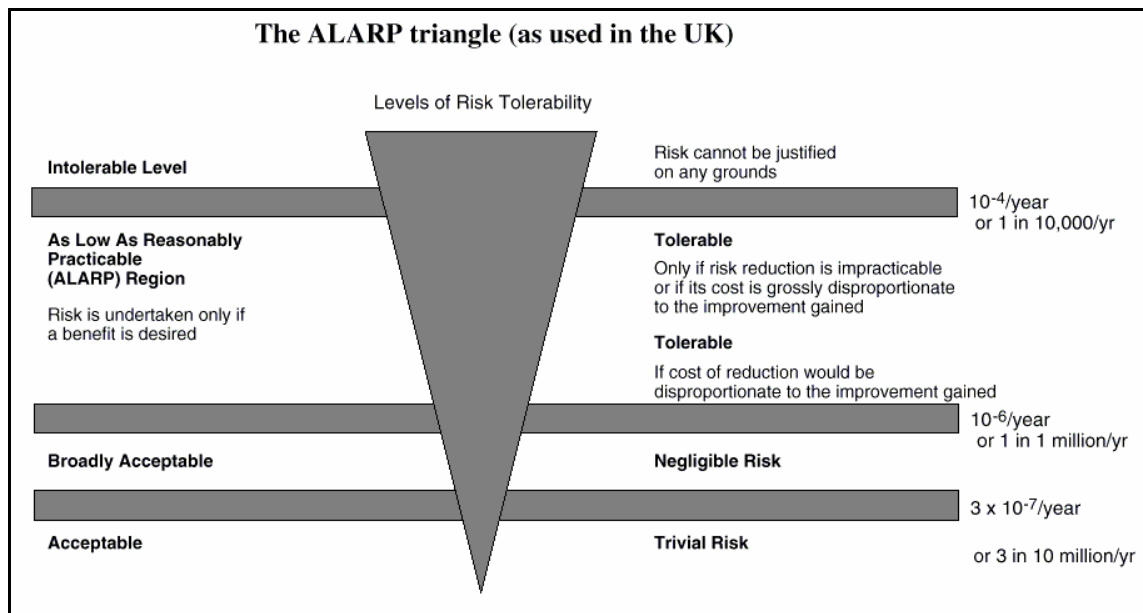 The ALARP triangle (as used in the UK)
Levels of Risk Tolerability
Intolerable Level
Risk cannot be justified
on any grounds
10-4/year
or 1 in 10,000/yr
As Low As Reasonably
Practicable
(ALARP) Region
Risk is undertaken only if
a benefit is desired
Tolerable
Only if risk reduction is impracticable
or if its cost is grossly disproportionate
to the improvement gained
Tolerable
If cost of reduction would be
disproportionate to the improvement gained
10-6/year
or 1 in 1 million/yr
Broadly Acceptable
Negligible Risk
3 x 10-7/year
Acceptable
Trivial Risk
or 3 in 10 million/yr